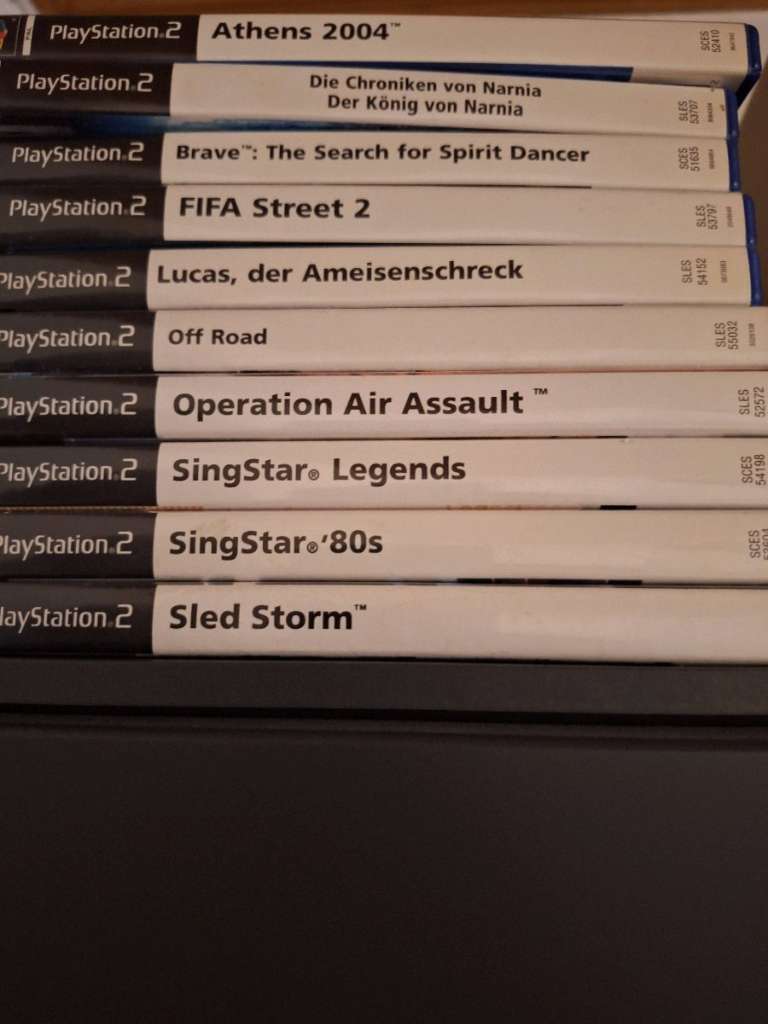 PlayStation 2 Athens 2004™ SCES 52410
PlayStation 2 Die Chroniken von Narnia
Der König von Narnia SLES 53707
PlayStation 2 Brave™: The Search for Spirit Dancer SCES 51635
PlayStation 2 FIFA Street 2 SLES 53797
PlayStation 2 Lucas, der Ameisenschreck SLES 54152
PlayStation 2 Off Road SLES 55032
PlayStation 2 Operation Air Assault™ SLES 52572
PlayStation 2 SingStar® Legends SCES 54198
PlayStation 2 SingStar®'80s SCES
PlayStation 2 Sled Storm™